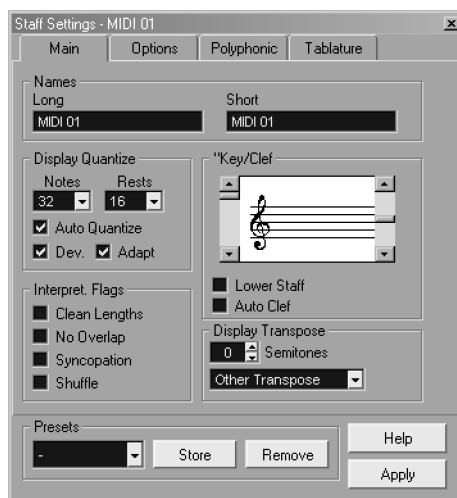 Staff Settings - MIDI 01
Main Options Polyphonic Tablature
Names
Long Short
MIDI 01 MIDI 01
Display Quantize
Notes Rests
32 16
Auto Quantize
Dev. Adapt
"Key/Clef
Lower Staff
Auto Clef
Interpret. Flags
Clean Lengths
No Overlap
Syncopation
Shuffle
Display Transpose
0 Semitones
Other Transpose
Presets
-
Store Remove
Help
Apply